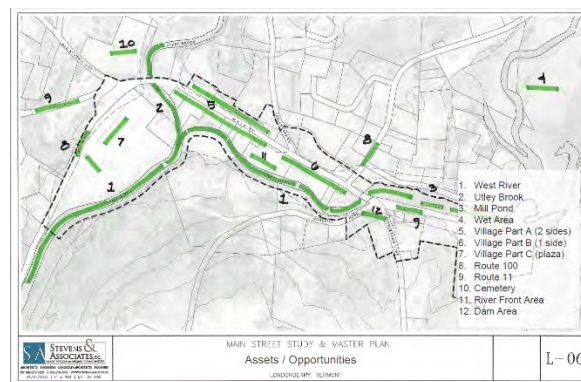 10
9
5
4
2
8
8
7
11
6
1
1
3
12
9
1. West River
2. Utley Brook
3. Mill Pond
4. Wet Area
5. Village Part A (2 sides)
6. Village Part B (1 side)
7. Village Part C (plaza)
8. Route 100
9. Route 11
10. Cemetery
11. River Front Area
12. Dam Area
SA
STEVENS &
ASSOCIATES, P.C.
MAIN STREET STUDY & MASTER PLAN
Assets / Opportunities
LONDONDERRY, VERMONT
L-06